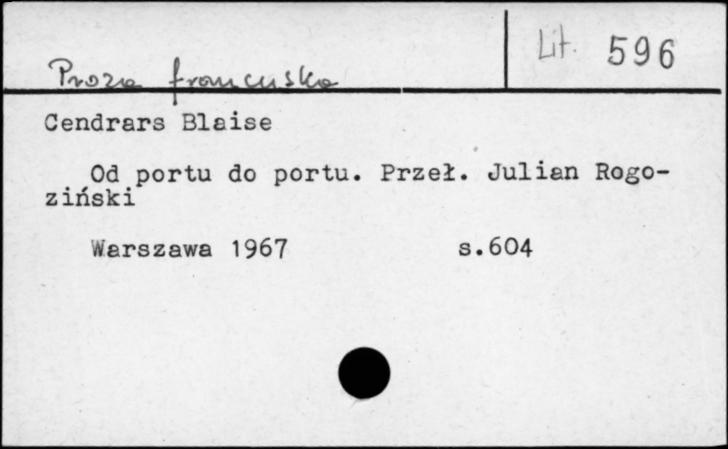 Proza francuska
Lit. 596
Cendrars Blaise
Od portu do portu. Przeł. Julian Rogo-
ziński
Warszawa 1967 s.604